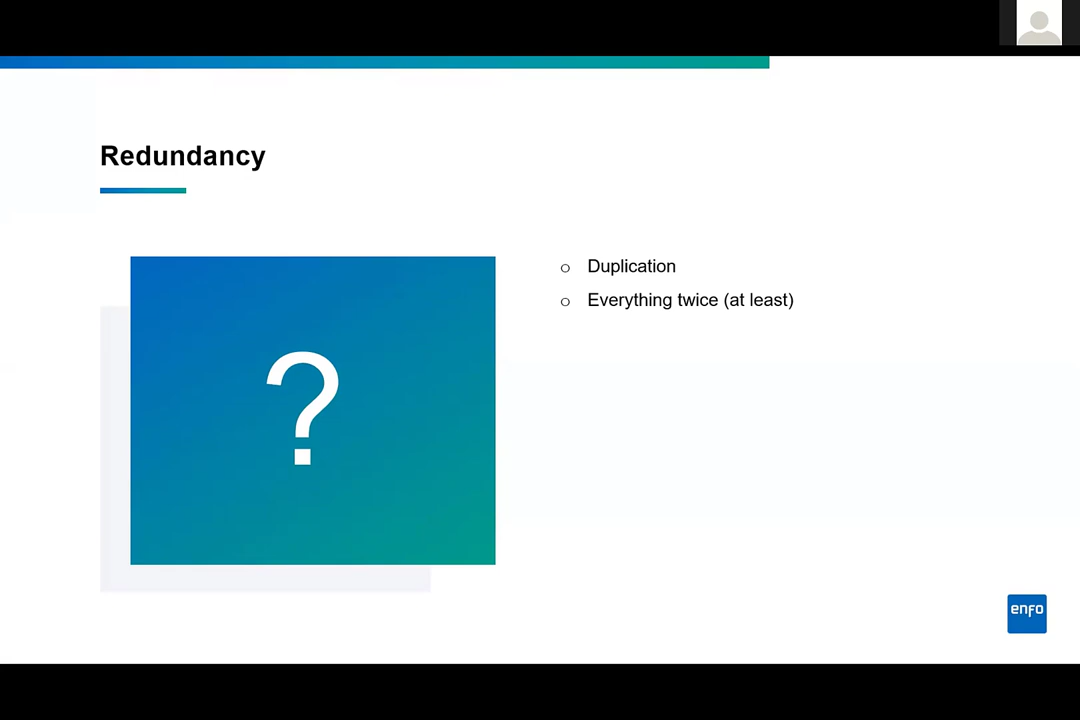 Redundancy
?
Duplication
Everything twice (at least)
enfo